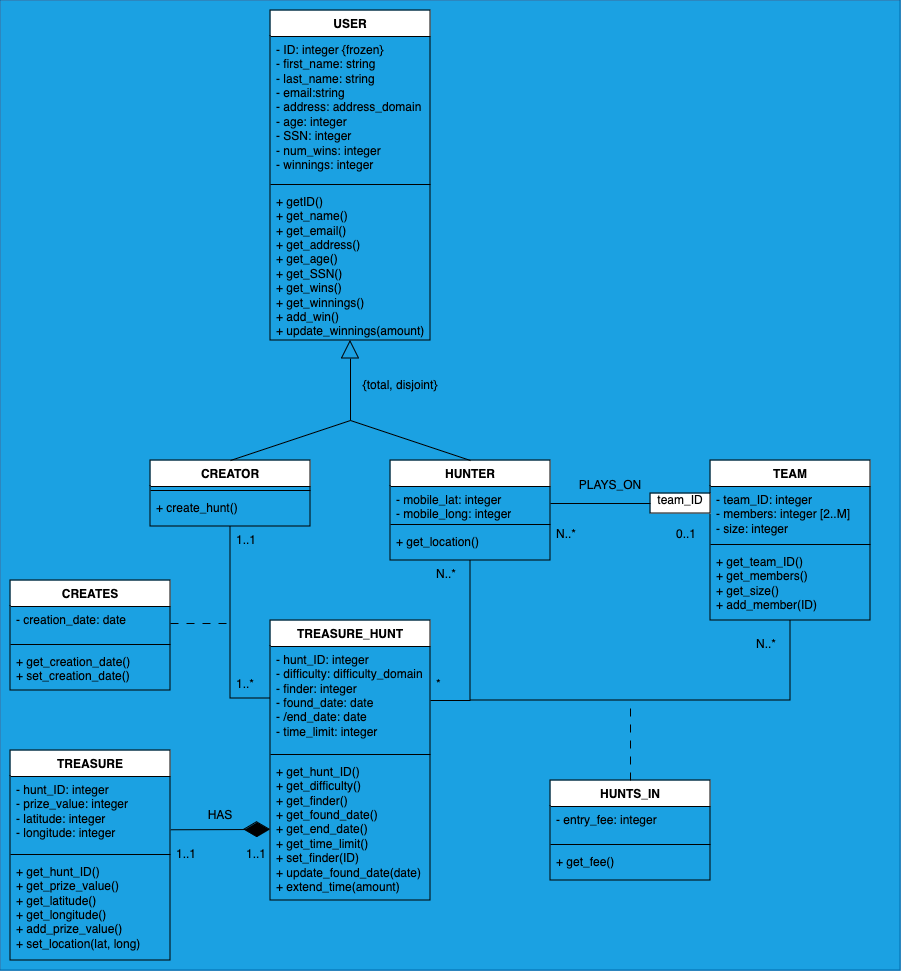 USER
- ID: integer {frozen}
- first_name: string
- last_name: string
- email:string
- address: address_domain
- age: integer
- SSN: integer
- num_wins: integer
- winnings: integer
+ getID()
+ get_name()
+ get_email()
+ get_address()
+ get_age()
+ get_SSN()
+ get_wins()
+ get_winnings()
+ add_win()
+ update_winnings(amount)
{total, disjoint}
CREATOR
+ create_hunt()
1..1
HUNTER
- mobile_lat: integer
- mobile_long: integer
+ get_location()
N..*
PLAYS_ON
team_ID
N..*
0..1
TEAM
- team_ID: integer
- members: integer [2..M]
- size: integer
+ get_team_ID()
+ get_members()
+ get_size()
+ add_member(ID)
N..*
CREATES
- creation_date: date
+ get_creation_date()
+ set_creation_date()
1..*
TREASURE_HUNT
- hunt_ID: integer
- difficulty: difficulty_domain
- finder: integer
- found_date: date
- /end_date: date
- time_limit: integer
+ get_hunt_ID()
+ get_difficulty()
+ get_finder()
+ get_found_date()
+ get_end_date()
+ get_time_limit()
+ set_finder(ID)
+ update_found_date(date)
+ extend_time(amount)
*
TREASURE
- hunt_ID: integer
- prize_value: integer
- latitude: integer
- longitude: integer
+ get_hunt_ID()
+ get_prize_value()
+ get_latitude()
+ get_longitude()
+ add_prize_value()
+ set_location(lat, long)
HAS
1..1
1..1
HUNTS_IN
- entry_fee: integer
+ get_fee()